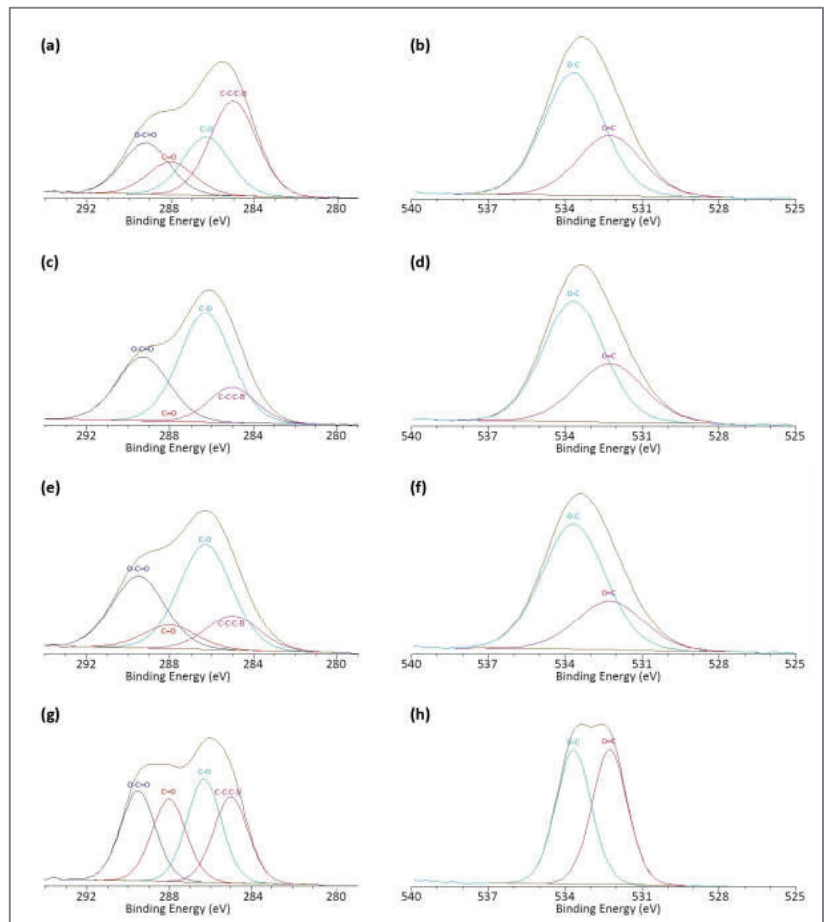 (a)
C-C-C-H
O-C=O
C-O
C=O
292 288 284 280
Binding Energy (eV)
(b)
O-C
O=C
540 537 534 531 528 525
Binding Energy (eV)
(c)
C-O
O-C=O
C-C-C-H
C=O
292 288 284 280
Binding Energy (eV)
(d)
O-C
O=C
540 537 534 531 528 525
Binding Energy (eV)
(e)
C-O
O-C=O
C=O
C-C-C-H
292 288 284 280
Binding Energy (eV)
(f)
O-C
O=C
540 537 534 531 528 525
Binding Energy (eV)
(g)
O-C=O
C=O
C-O
C-C-C-H
292 288 284 280
Binding Energy (eV)
(h)
O-C
O=C
540 537 534 531 528 525
Binding Energy (eV)